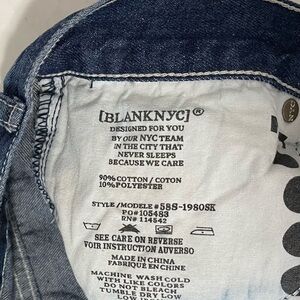 [BLANKNYC]®
DESIGNED FOR YOU
BY OUR NYC TEAM
IN THE CITY THAT
NEVER SLEEPS
BECAUSE WE CARE
90% COTTON / COTON
10% POLYESTER
STYLE / MODELE #58S-1980SK
PO#105483
RN# 114542
SEE CARE ON REVERSE
VOIR INSTRUCTION AUVERSO
MADE IN CHINA
FABRIQUÉ EN CHINE
MACHINE WASH COLD
WITH LIKE COLORS
DO NOT BLEACH
TUMBLE DRY LOW